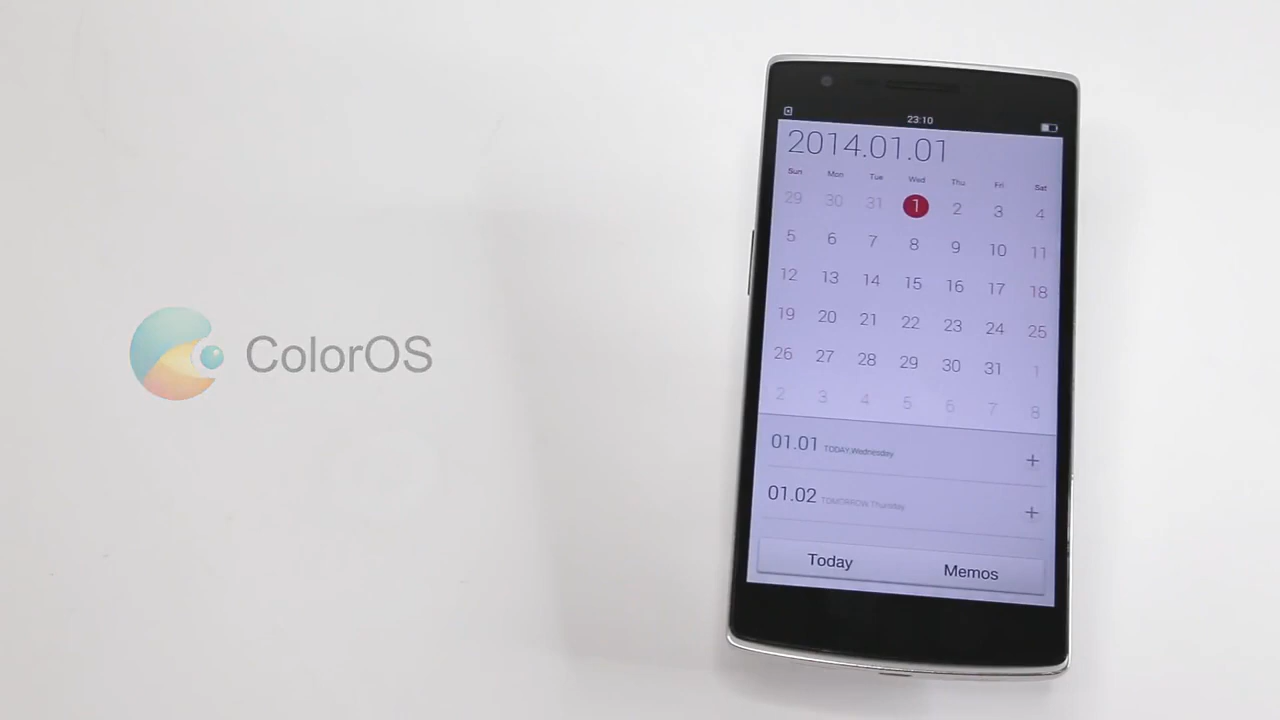 ColorOS
23:10
2014.01.01
Sun Mon Tue Wed Thu Fri Sat
29 30 31 1 2 3 4
5 6 7 8 9 10 11
12 13 14 15 16 17 18
19 20 21 22 23 24 25
26 27 28 29 30 31 1
2 3 4 5 6 7 8
01.01 TODAY,Wednesday +
01.02 TOMORROW,Thursday +
Today Memos